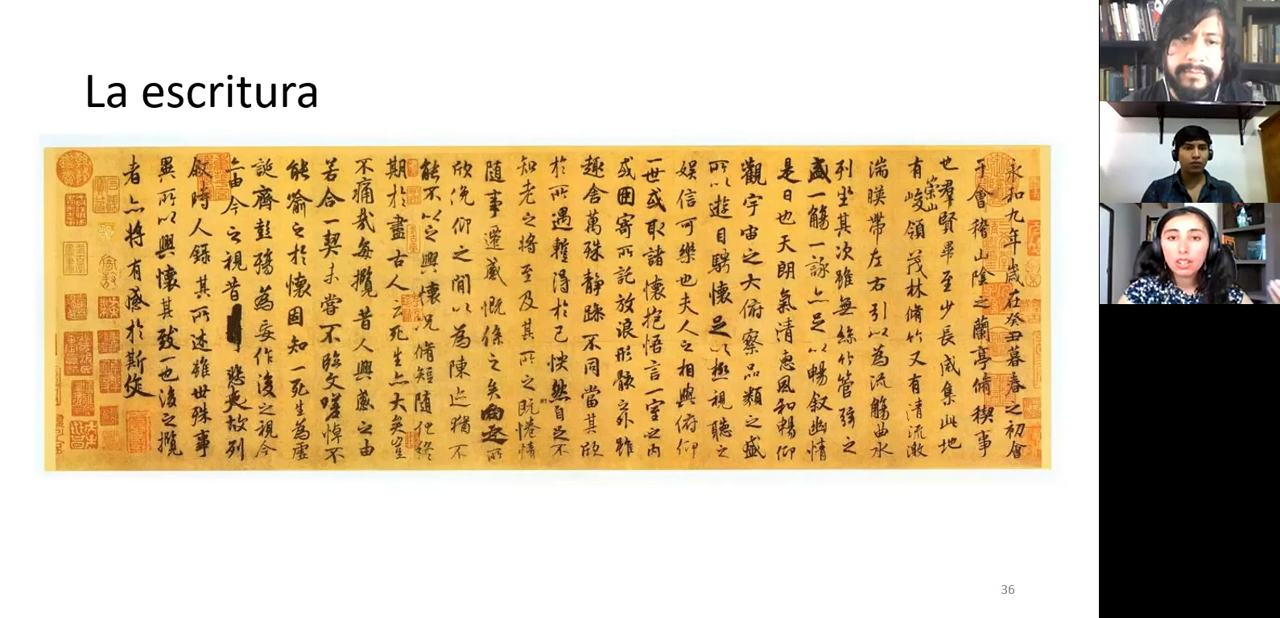 La escritura
永和九年歲在癸丑暮春之初會
于會稽山陰之蘭亭脩稧事
也羣賢畢至少長咸集此地
有崇山峻領茂林脩竹又有清流激
湍暎帶左右引以為流觴曲水
列坐其次雖無絲竹管弦之
盛一觴一詠亦足以暢敘幽情
是日也天朗氣清惠風和暢仰
觀宇宙之大俯察品類之盛
所以遊目騁懷足以極視聽之
娛信可樂也夫人之相與俯仰
一世或取諸懷抱悟言一室之內
或因寄所託放浪形骸之外雖
趣舍萬殊靜躁不同當其欣
於所遇蹔得於己怏然自足不
知老之將至及其所之既惓情
隨事遷感慨係之矣向之所
欣俛仰之閒以為陳迹猶不
能不以之興懷況脩短隨化終
期於盡古人云死生亦大矣豈
不痛哉每攬昔人興感之由
若合一契未嘗不臨文嗟悼不
能喻之於懷固知一死生為虛
誕齊彭殤為妄作後之視今
亦由今之視昔悲夫故列
敘時人錄其所述雖世殊事
異所以興懷其致一也後之攬
者亦將有感於斯文
36